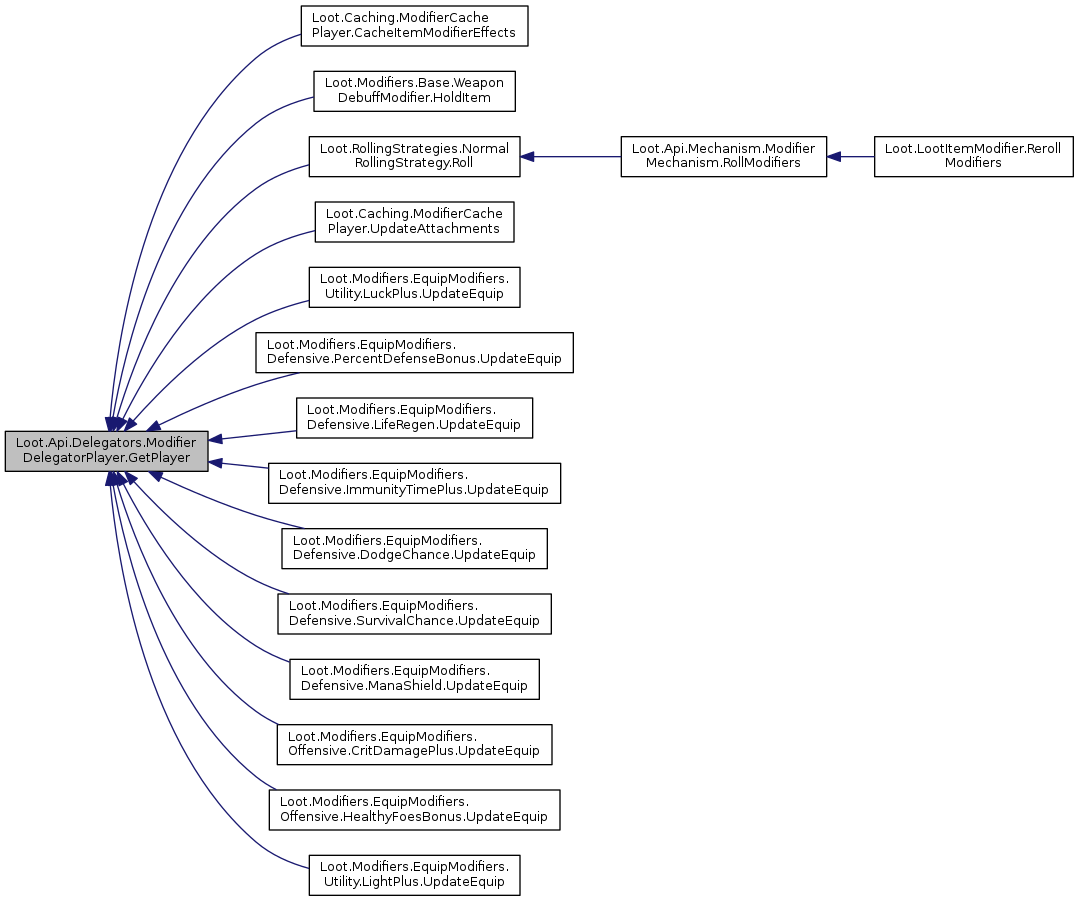 Loot.Caching.ModifierCache
Player.CacheItemModifierEffects
Loot.Modifiers.Base.Weapon
DebuffModifier.HoldItem
Loot.RollingStrategies.Normal
RollingStrategy.Roll
Loot.Api.Mechanism.Modifier
Mechanism.RollModifiers
Loot.LootItemModifier.Reroll
Modifiers
Loot.Caching.ModifierCache
Player.UpdateAttachments
Loot.Modifiers.EquipModifiers.
Utility.LuckPlus.UpdateEquip
Loot.Modifiers.EquipModifiers.
Defensive.PercentDefenseBonus.UpdateEquip
Loot.Modifiers.EquipModifiers.
Defensive.LifeRegen.UpdateEquip
Loot.Api.Delegators.Modifier
DelegatorPlayer.GetPlayer
Loot.Modifiers.EquipModifiers.
Defensive.ImmunityTimePlus.UpdateEquip
Loot.Modifiers.EquipModifiers.
Defensive.DodgeChance.UpdateEquip
Loot.Modifiers.EquipModifiers.
Defensive.SurvivalChance.UpdateEquip
Loot.Modifiers.EquipModifiers.
Defensive.ManaShield.UpdateEquip
Loot.Modifiers.EquipModifiers.
Offensive.CritDamagePlus.UpdateEquip
Loot.Modifiers.EquipModifiers.
Offensive.HealthyFoesBonus.UpdateEquip
Loot.Modifiers.EquipModifiers.
Utility.LightPlus.UpdateEquip